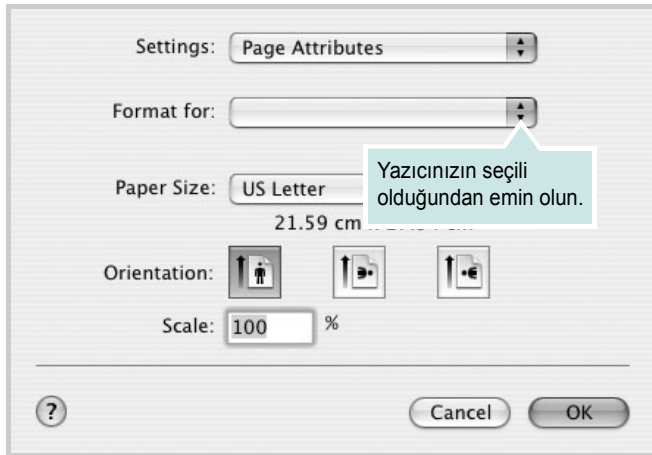 Settings: Page Attributes
Format for:
Yazıcınızın seçili
olduğundan emin olun.
Paper Size: US Letter
21.59 cm
Orientation:
Scale: 100 %
? Cancel OK